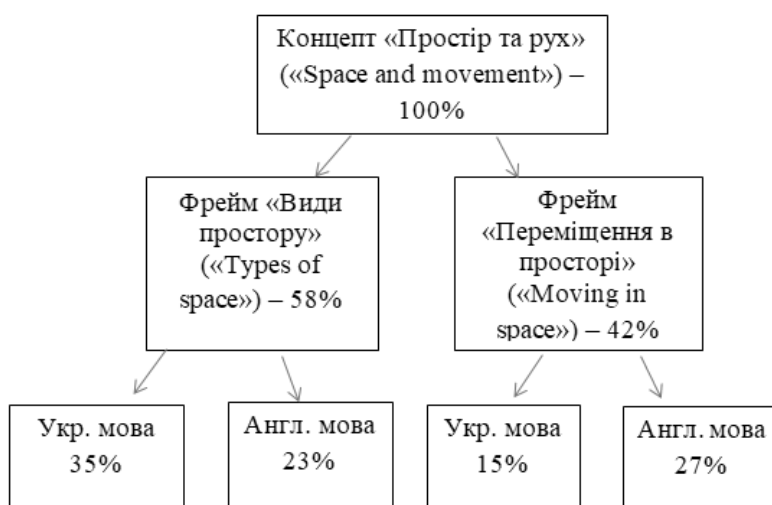 Концепт «Простір та рух»
(«Space and movement») –
100%
Фрейм «Види
простору»
(«Types of
space») – 58%
Фрейм
«Переміщення в
просторі»
(«Moving in
space») – 42%
Укр. мова
35%
Англ. мова
23%
Укр. мова
15%
Англ. мова
27%